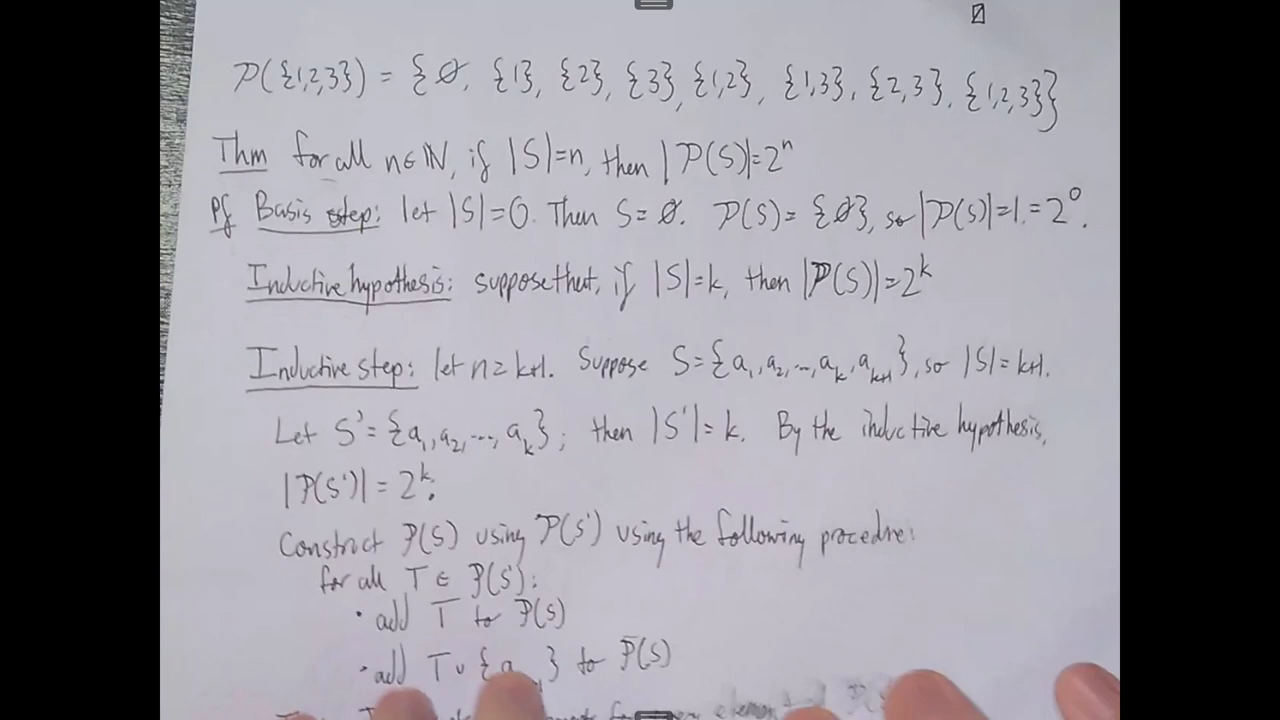 P({1,2,3}) = {∅, {1}, {2}, {3}, {1,2}, {1,3}, {2,3}, {1,2,3}}
Thm for all n∈ℕ, if |S|=n, then |P(S)|=2ⁿ
Pf Basis step: let |S|=0. Then S=∅. P(S)={∅}, so |P(S)|=1.=2⁰.
Inductive hypothesis: suppose that, if |S|=k, then |P(S)|=2ᵏ
Inductive step: let n=k+1. Suppose S={a₁,a₂,...,aₖ,aₖ₊₁}, so |S|=k+1.
Let S'={a₁,a₂,...,aₖ}; then |S'|=k. By the inductive hypothesis,
|P(S')|=2ᵏ.
Construct P(S) using P(S') using the following procedure:
for all T∈P(S'):
• add T to P(S)
• add T∪{a } to P(S)